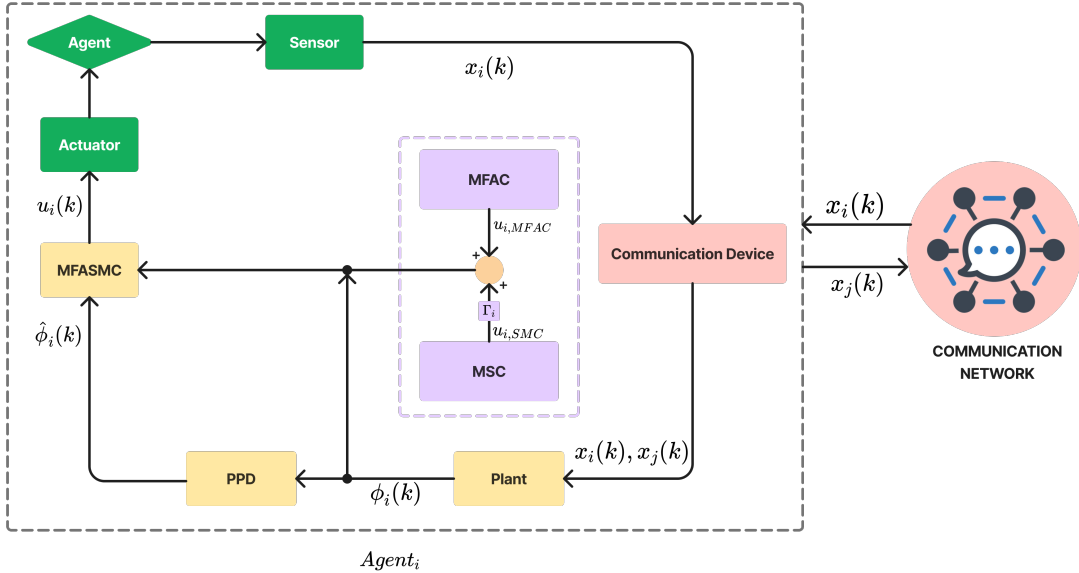 Agent
Sensor
x_i(k)
Actuator
MFAC
u_i(k)
u_{i,MFAC}
x_i(k)
MFASMC
+
+
Communication Device
x_j(k)
Γ_i
\hat{ϕ}_i(k)
u_{i,SMC}
COMMUNICATION
NETWORK
MSC
x_i(k), x_j(k)
PPD
Plant
ϕ_i(k)
Agent_i